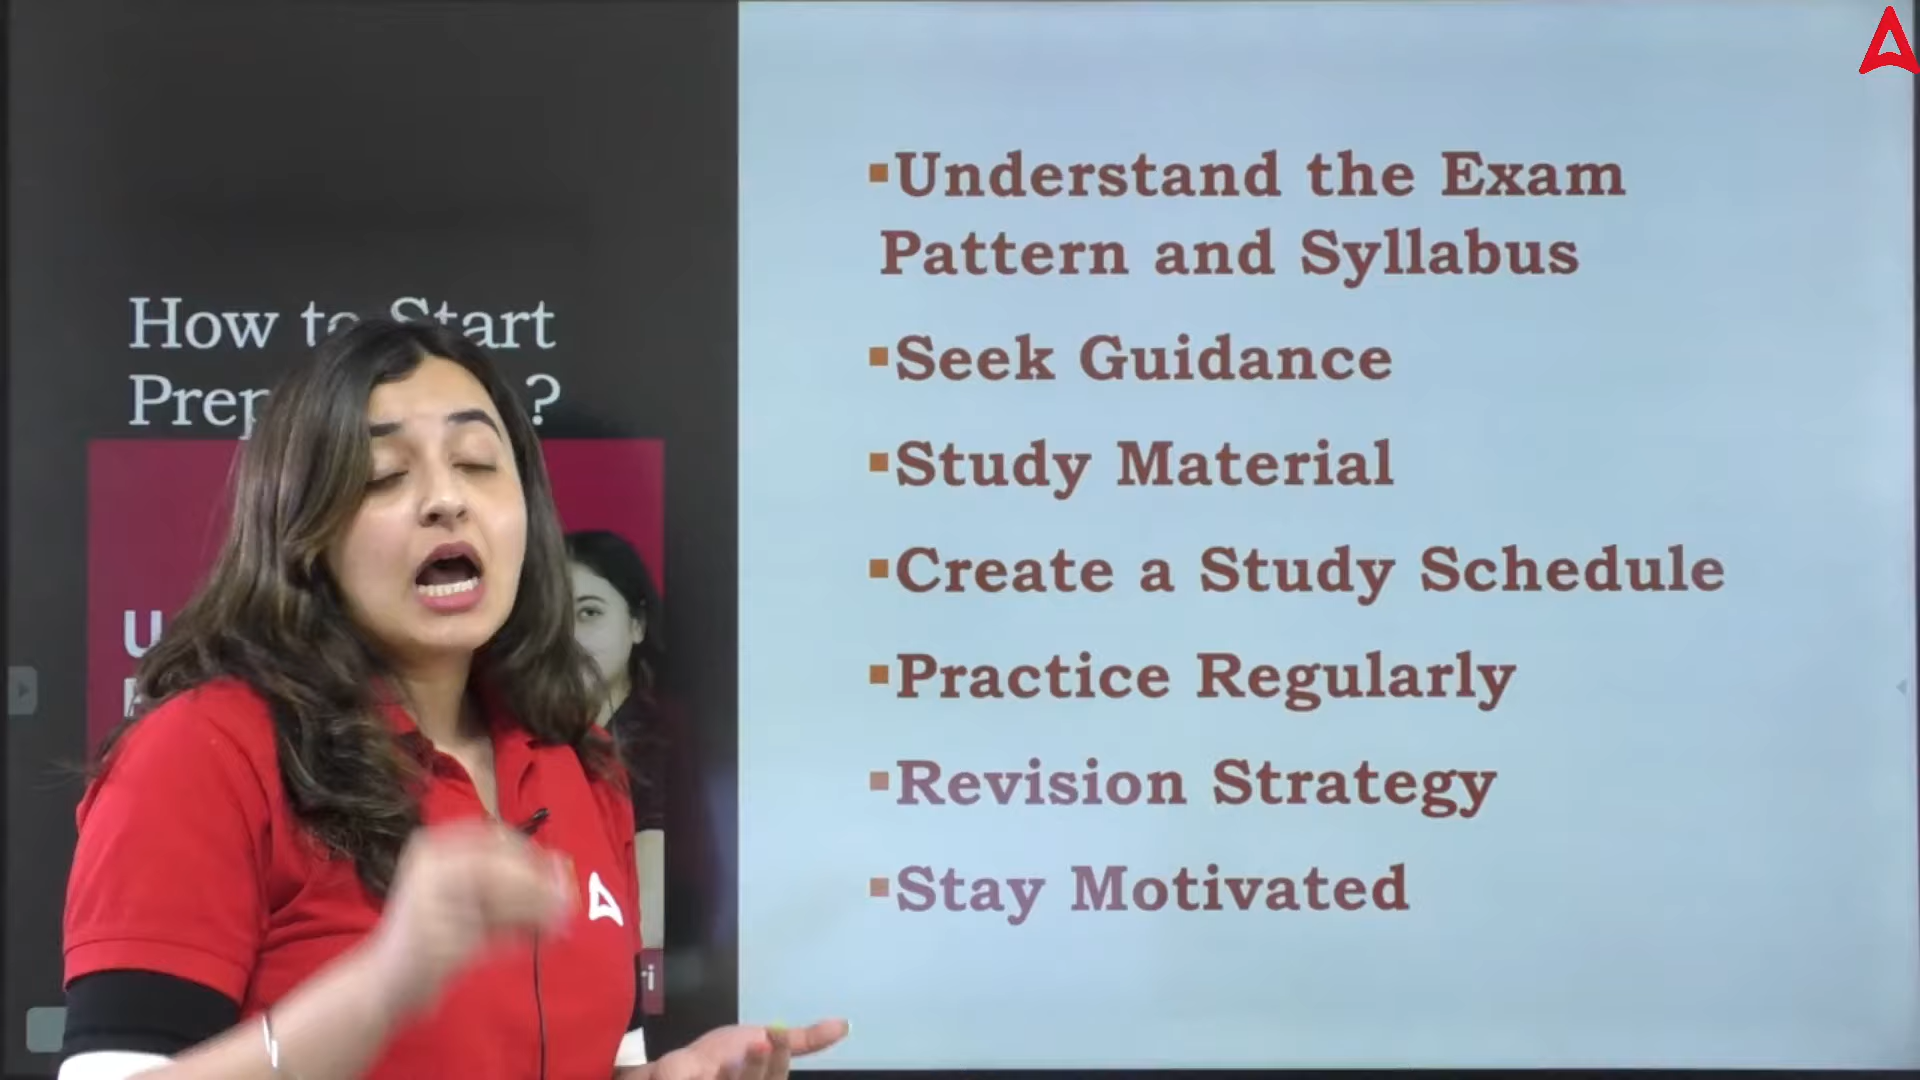 How to Start
?
Understand the Exam
Pattern and Syllabus
Seek Guidance
Study Material
Create a Study Schedule
Practice Regularly
Revision Strategy
Stay Motivated